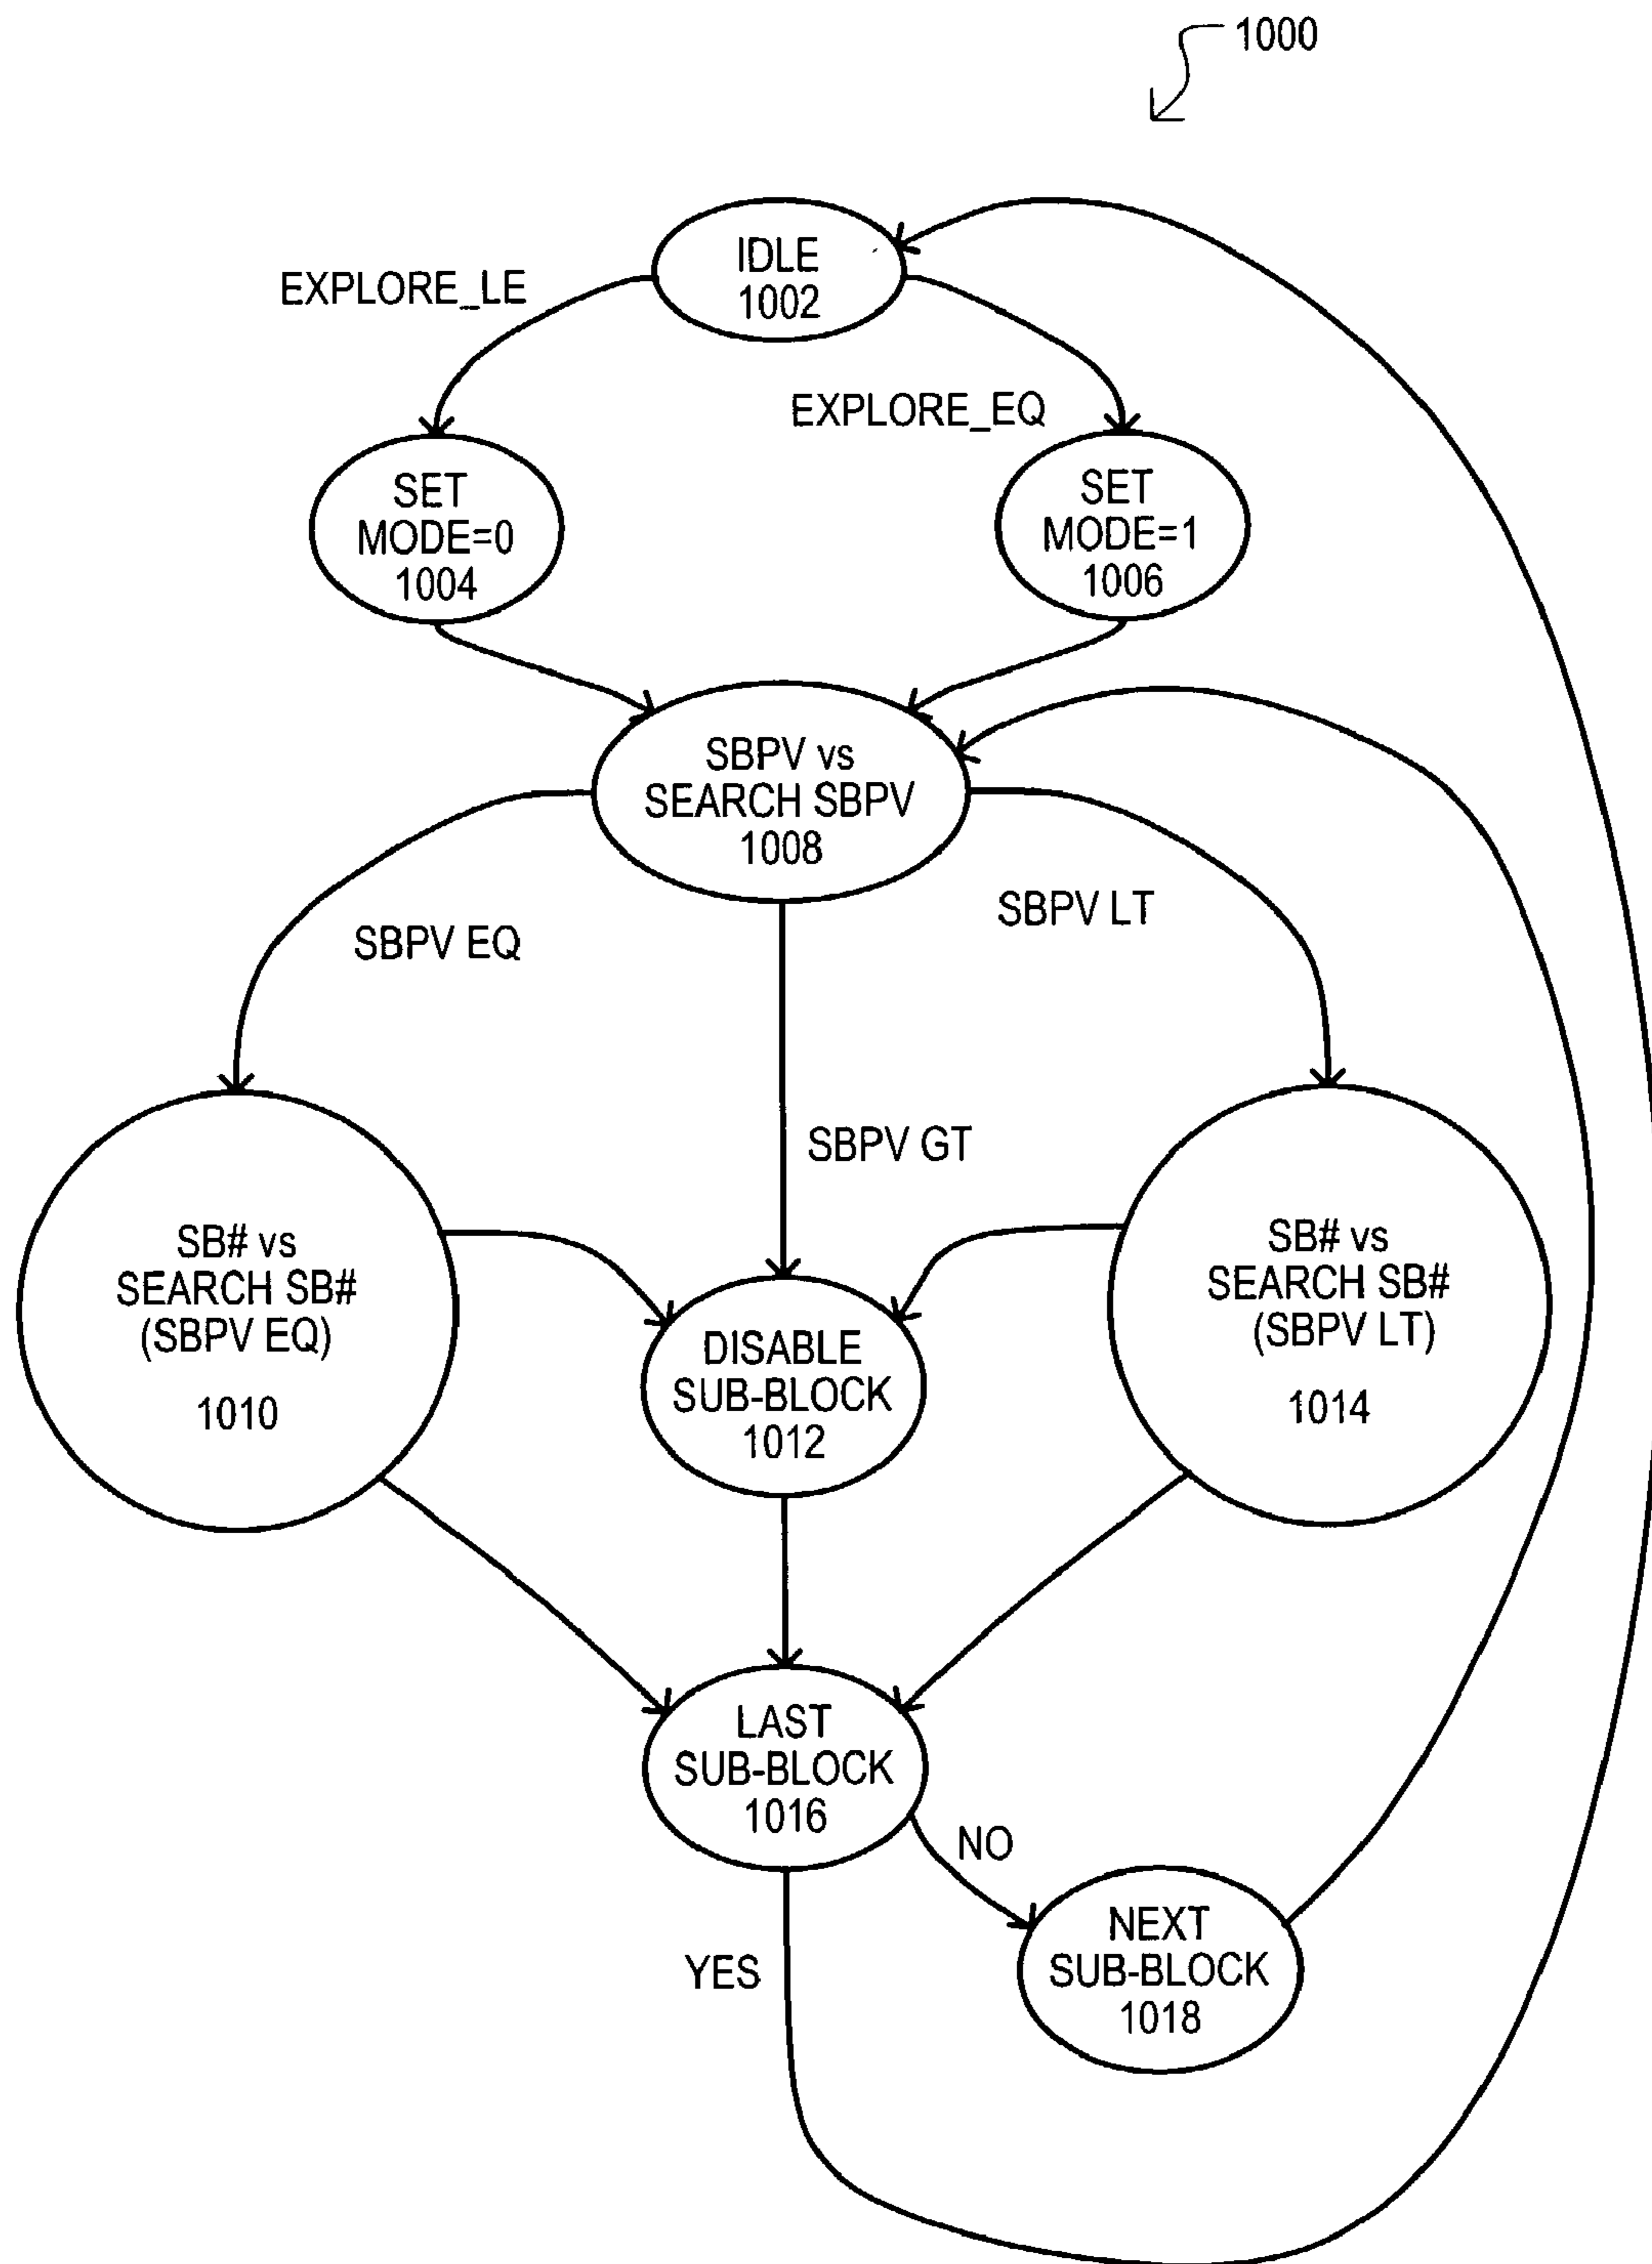 1000
IDLE
1002
EXPLORE_LE
EXPLORE_EQ
SET
MODE=0
1004
SET
MODE=1
1006
SBPV vs
SEARCH SBPV
1008
SBPV EQ
SBPV LT
SBPV GT
SB# vs
SEARCH SB#
(SBPV EQ)
1010
DISABLE
SUB-BLOCK
1012
SB# vs
SEARCH SB#
(SBPV LT)
1014
LAST
SUB-BLOCK
1016
NO
YES
NEXT
SUB-BLOCK
1018